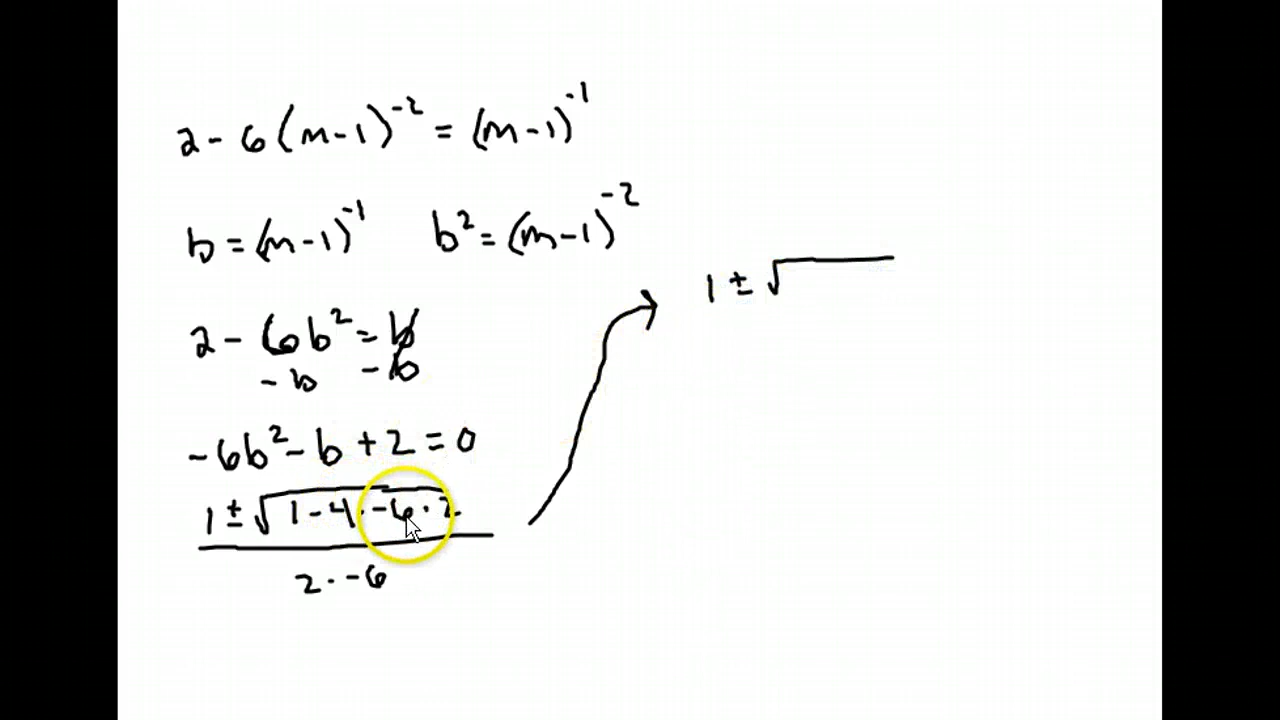 2 - 6(m-1)^-2 = (m-1)^-1
b = (m-1)^-1 b^2 = (m-1)^-2
2 - 6b^2 = b
- b - b
-6b^2 - b + 2 = 0
1 ± √1-4·-6·2
2·-6
1 ± √